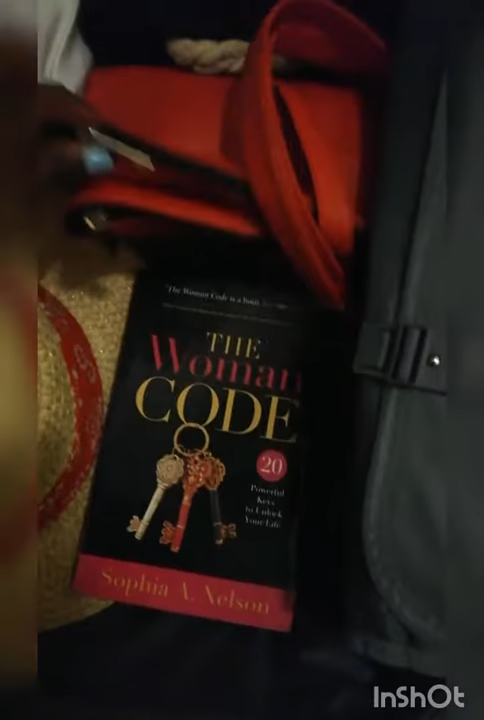 "The Woman Code is a
THE
Woman
CODE
20
Powerful
Keys
to Unlock
Your Life
Sophia A. Nelson
InShOt